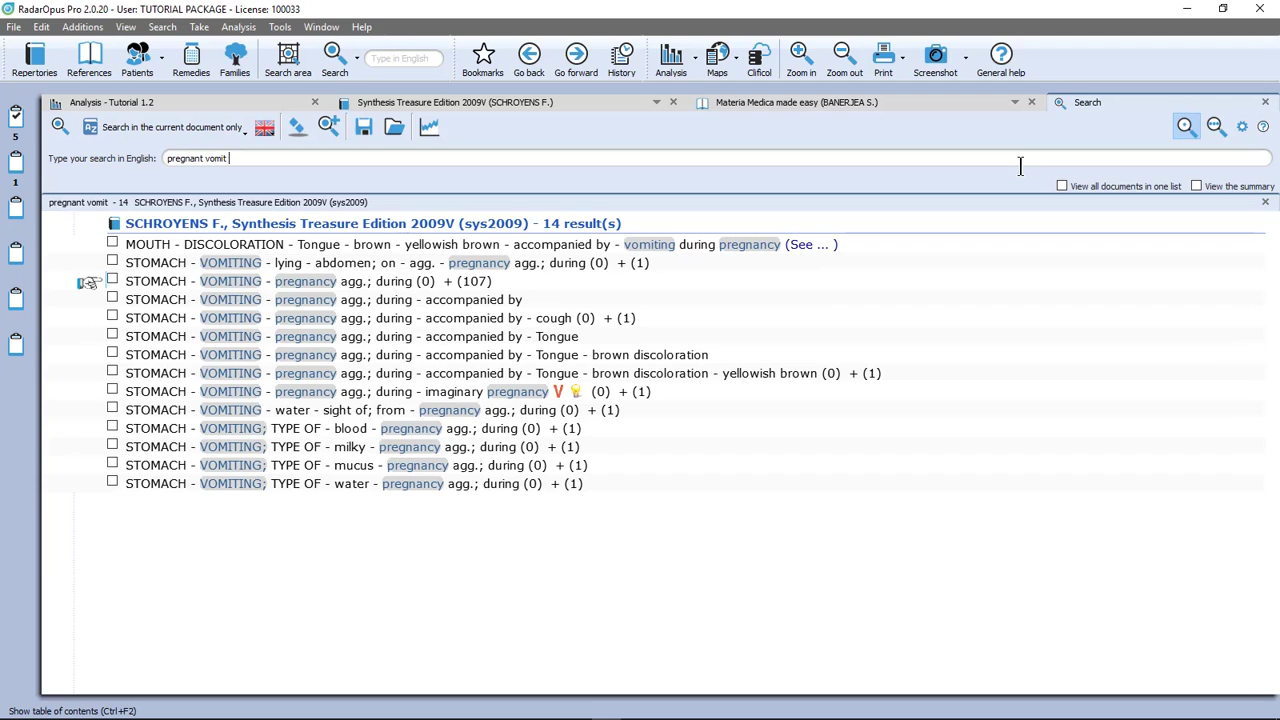 RadarOpus Pro 2.0.20 - User: TUTORIAL PACKAGE - License: 100033
File Edit Additions View Search Take Analysis Tools Window Help
Repertories References Patients Remedies Families Search area Search Type in English Bookmarks Go back Go forward History Analysis Maps Clificol Zoom in Zoom out Print Screenshot General help
Analysis - Tutorial 1.2 Synthesis Treasure Edition 2009V (SCHROYENS F.) Materia Medica made easy (BANERJEA S.) Search
5
Search in the current document only
1
Type your search in English: pregnant vomit
View all documents in one list View the summary
pregnant vomit - 14 SCHROYENS F., Synthesis Treasure Edition 2009V (sys2009)
SCHROYENS F., Synthesis Treasure Edition 2009V (sys2009) - 14 result(s)
MOUTH - DISCOLORATION - Tongue - brown - yellowish brown - accompanied by - vomiting during pregnancy (See ... )
STOMACH - VOMITING - lying - abdomen; on - agg. - pregnancy agg.; during (0) + (1)
STOMACH - VOMITING - pregnancy agg.; during (0) + (107)
STOMACH - VOMITING - pregnancy agg.; during - accompanied by
STOMACH - VOMITING - pregnancy agg.; during - accompanied by - cough (0) + (1)
STOMACH - VOMITING - pregnancy agg.; during - accompanied by - Tongue
STOMACH - VOMITING - pregnancy agg.; during - accompanied by - Tongue - brown discoloration
STOMACH - VOMITING - pregnancy agg.; during - accompanied by - Tongue - brown discoloration - yellowish brown (0) + (1)
STOMACH - VOMITING - pregnancy agg.; during - imaginary pregnancy V (0) + (1)
STOMACH - VOMITING - water - sight of; from - pregnancy agg.; during (0) + (1)
STOMACH - VOMITING; TYPE OF - blood - pregnancy agg.; during (0) + (1)
STOMACH - VOMITING; TYPE OF - milky - pregnancy agg.; during (0) + (1)
STOMACH - VOMITING; TYPE OF - mucus - pregnancy agg.; during (0) + (1)
STOMACH - VOMITING; TYPE OF - water - pregnancy agg.; during (0) + (1)
Show table of contents (Ctrl+F2)